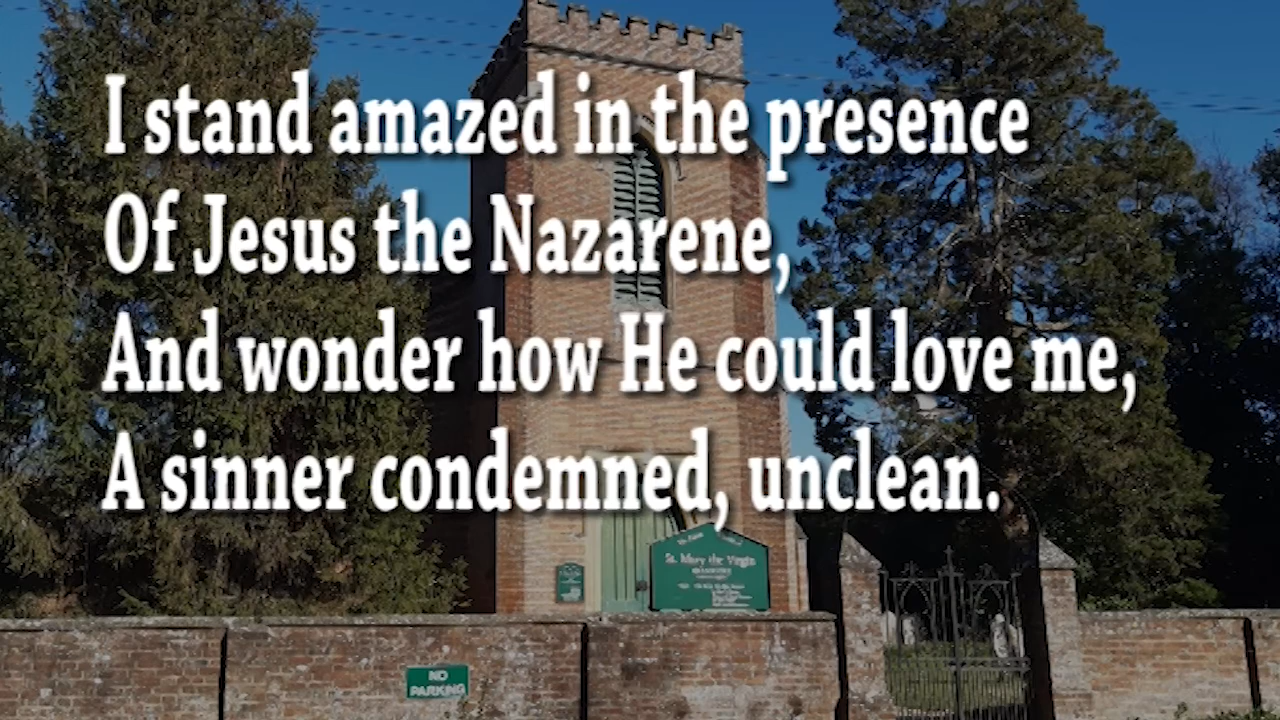 I stand amazed in the presence
Of Jesus the Nazarene,
And wonder how He could love me,
A sinner condemned, unclean.
St. Mary the Virgin
NO
PARKING